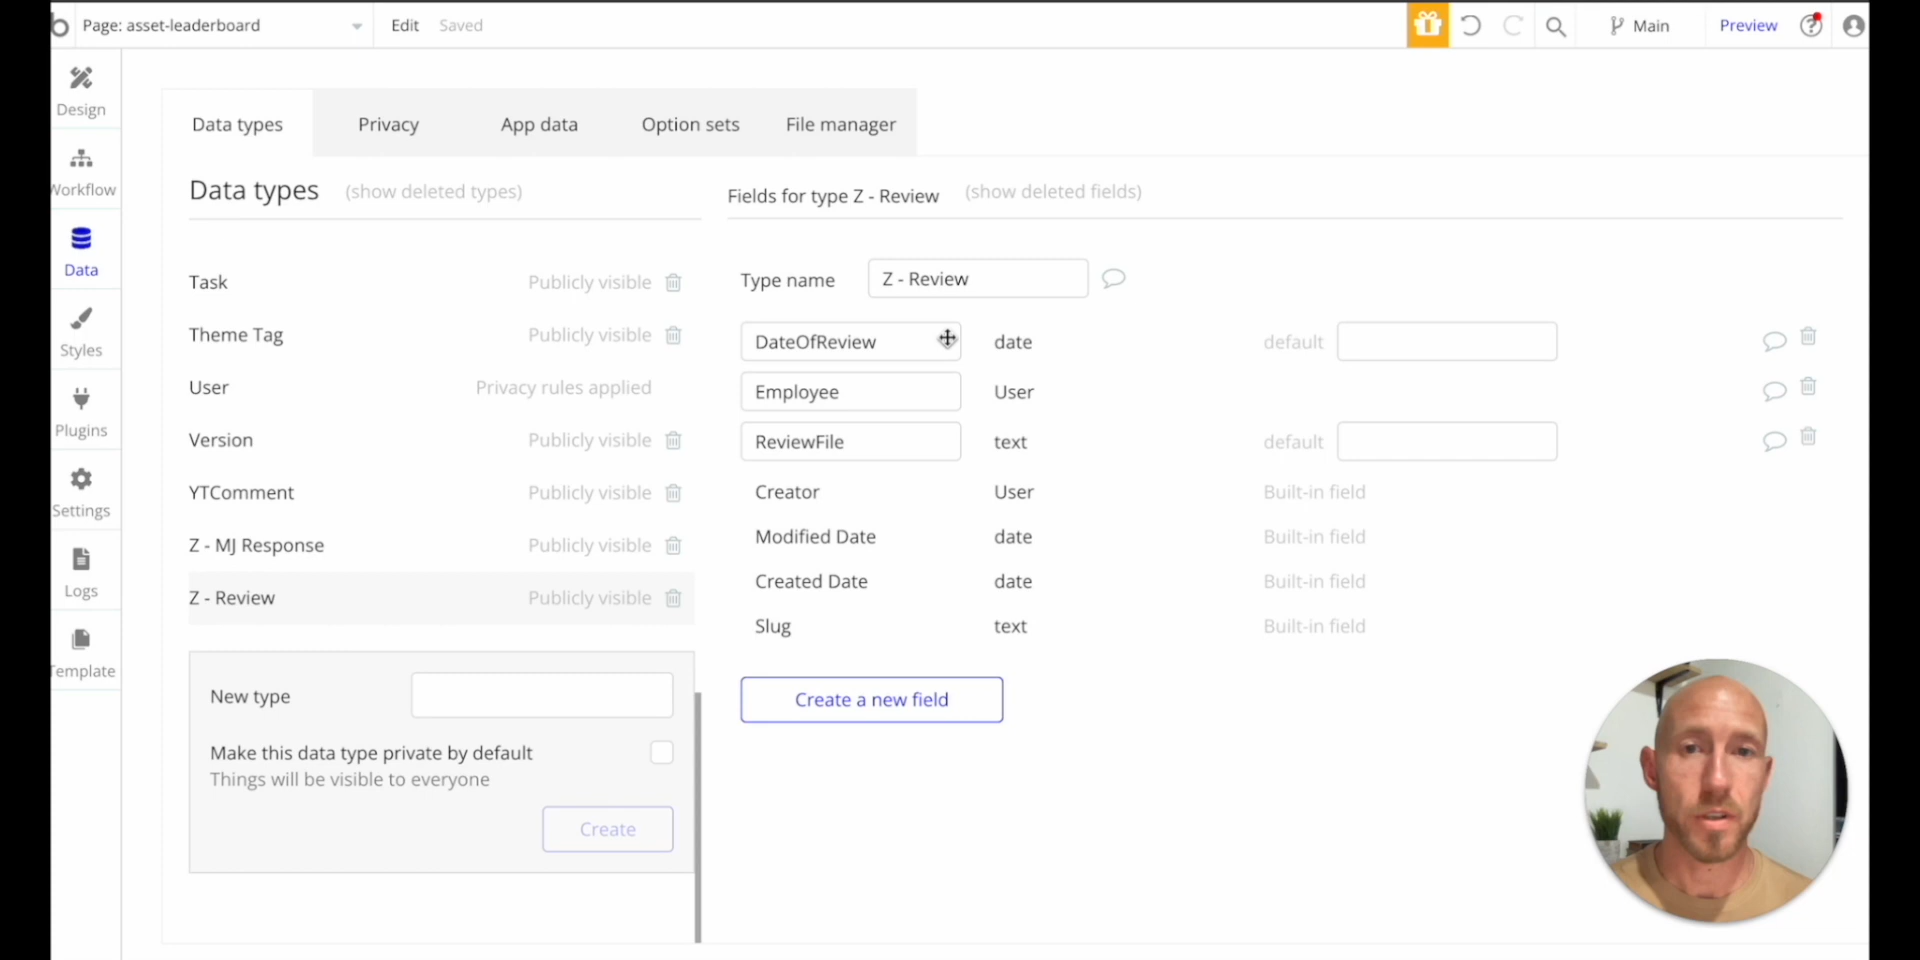 b
Page: asset-leaderboard
Edit
Saved
Main
Preview
Design
Workflow
Data
Styles
Plugins
Settings
Logs
Template
Data types
Privacy
App data
Option sets
File manager
Data types
(show deleted types)
Task
Publicly visible
Theme Tag
Publicly visible
User
Privacy rules applied
Version
Publicly visible
YTComment
Publicly visible
Z - MJ Response
Publicly visible
Z - Review
Publicly visible
New type
Make this data type private by default
Things will be visible to everyone
Create
Fields for type Z - Review
(show deleted fields)
Type name
Z - Review
DateOfReview
date
default
Employee
User
ReviewFile
text
default
Creator
User
Built-in field
Modified Date
date
Built-in field
Created Date
date
Built-in field
Slug
text
Built-in field
Create a new field